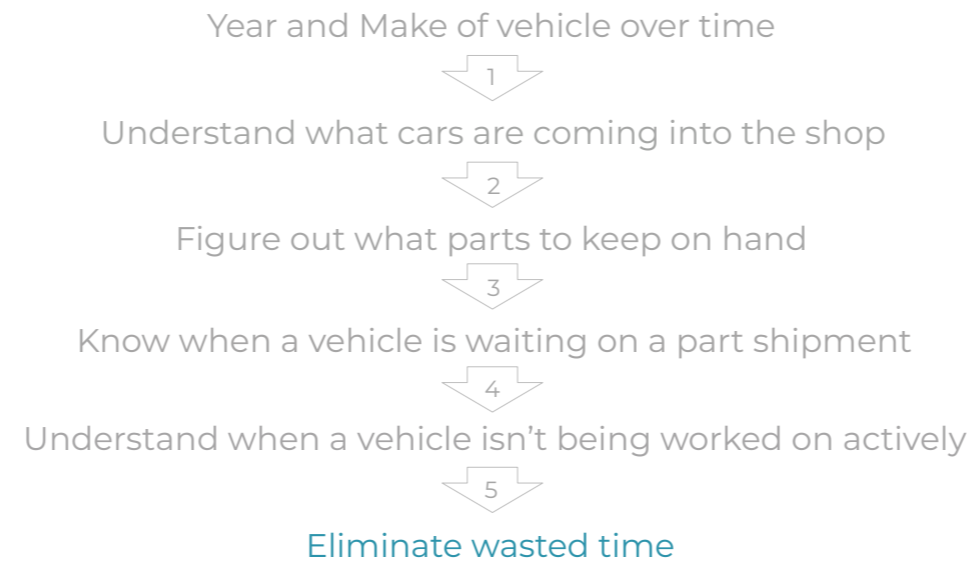 Year and Make of vehicle over time
1
Understand what cars are coming into the shop
2
Figure out what parts to keep on hand
3
Know when a vehicle is waiting on a part shipment
4
Understand when a vehicle isn’t being worked on actively
5
Eliminate wasted time